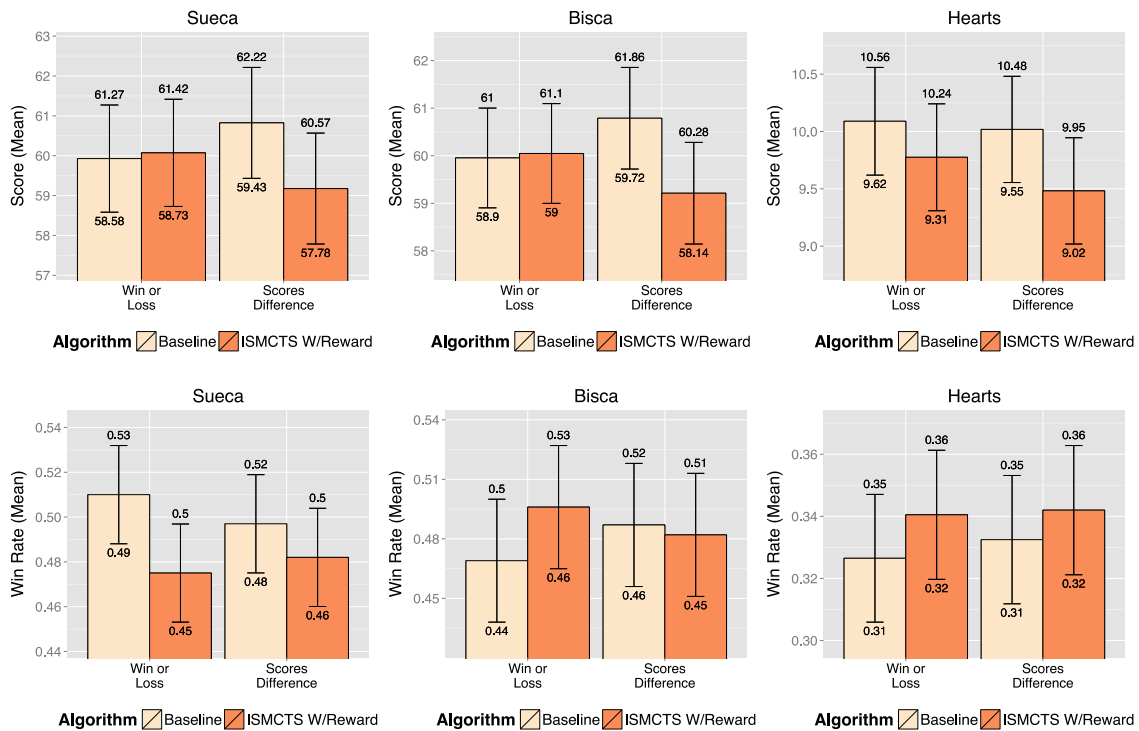 Sueca
Score (Mean)
63
62
61
60
59
58
57
61.27
58.58
61.42
58.73
62.22
59.43
60.57
57.78
Win or
Loss
Scores
Difference
Algorithm Baseline ISMCTS W/Reward
Bisca
Score (Mean)
62
61
60
59
58
61
58.9
61.1
59
61.86
59.72
60.28
58.14
Win or
Loss
Scores
Difference
Algorithm Baseline ISMCTS W/Reward
Hearts
Score (Mean)
10.5
10.0
9.5
9.0
10.56
9.62
10.24
9.31
10.48
9.55
9.95
9.02
Win or
Loss
Scores
Difference
Algorithm Baseline ISMCTS W/Reward
Sueca
Win Rate (Mean)
0.54
0.52
0.50
0.48
0.46
0.44
0.53
0.49
0.5
0.45
0.52
0.48
0.5
0.46
Win or
Loss
Scores
Difference
Algorithm Baseline ISMCTS W/Reward
Bisca
Win Rate (Mean)
0.54
0.51
0.48
0.45
0.5
0.44
0.53
0.46
0.52
0.46
0.51
0.45
Win or
Loss
Scores
Difference
Algorithm Baseline ISMCTS W/Reward
Hearts
Win Rate (Mean)
0.36
0.34
0.32
0.30
0.35
0.31
0.36
0.32
0.35
0.31
0.36
0.32
Win or
Loss
Scores
Difference
Algorithm Baseline ISMCTS W/Reward